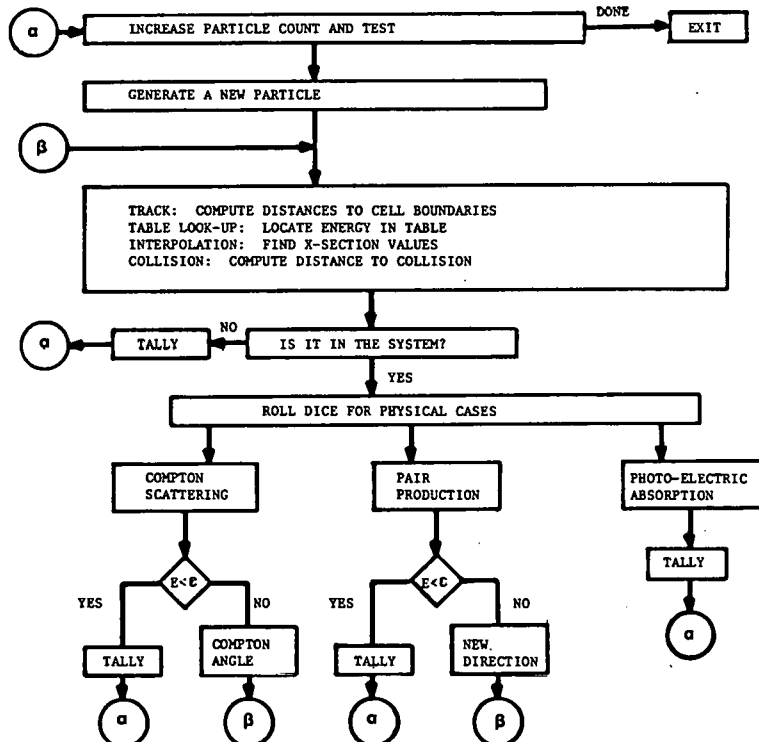 DONE
α
INCREASE PARTICLE COUNT AND TEST
EXIT
GENERATE A NEW PARTICLE
β
TRACK: COMPUTE DISTANCES TO CELL BOUNDARIES
TABLE LOOK-UP: LOCATE ENERGY IN TABLE
INTERPOLATION: FIND X-SECTION VALUES
COLLISION: COMPUTE DISTANCE TO COLLISION
α
TALLY
NO
IS IT IN THE SYSTEM?
YES
ROLL DICE FOR PHYSICAL CASES
COMPTON
SCATTERING
PAIR
PRODUCTION
PHOTO-ELECTRIC
ABSORPTION
E<ε
E<ε
TALLY
YES
NO
YES
NO
α
TALLY
COMPTON
ANGLE
TALLY
NEW.
DIRECTION
α
β
α
β